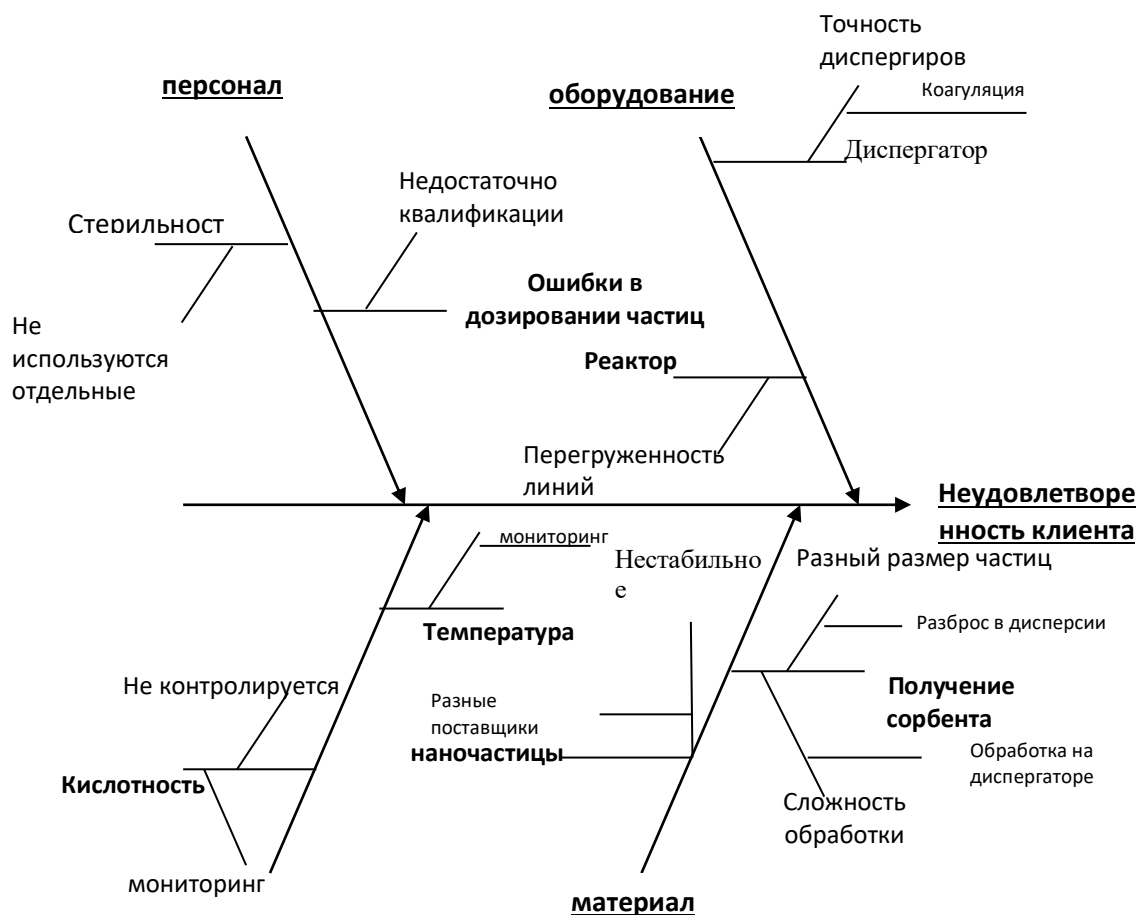 Точность
диспергиров
персонал
оборудование
Коагуляция
Диспергатор
Недостаточно
квалификации
Стерильност
Ошибки в
дозировании частиц
Не
используются
отдельные
Реактор
Перегруженность
линий
Неудовлетворе
нность клиента
мониторинг
Нестабильно
е
Разный размер частиц
Разброс в дисперсии
Температура
Не контролируется
Получение
сорбента
Разные
поставщики
наночастицы
Обработка на
диспергаторе
Кислотность
Сложность
обработки
мониторинг
материал